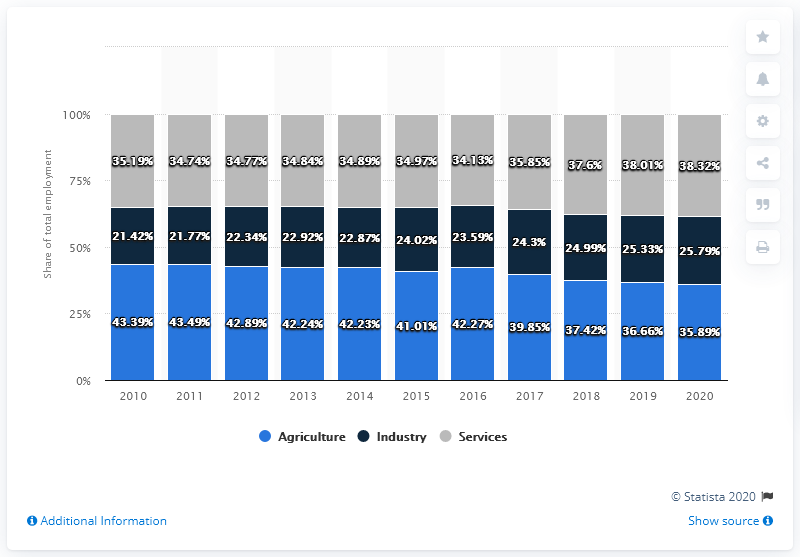 Share of total employment
100%
75%
50%
25%
0%
35.19% 34.74% 34.77% 34.84% 34.89% 34.97% 34.13% 35.85% 37.6% 38.01% 38.32%
21.42% 21.77% 22.34% 22.92% 22.87% 24.02% 23.59% 24.3% 24.99% 25.33% 25.79%
43.39% 43.49% 42.89% 42.24% 42.23% 41.01% 42.27% 39.85% 37.42% 36.66% 35.89%
2010 2011 2012 2013 2014 2015 2016 2017 2018 2019 2020
Agriculture Industry Services
© Statista 2020
Additional Information Show source